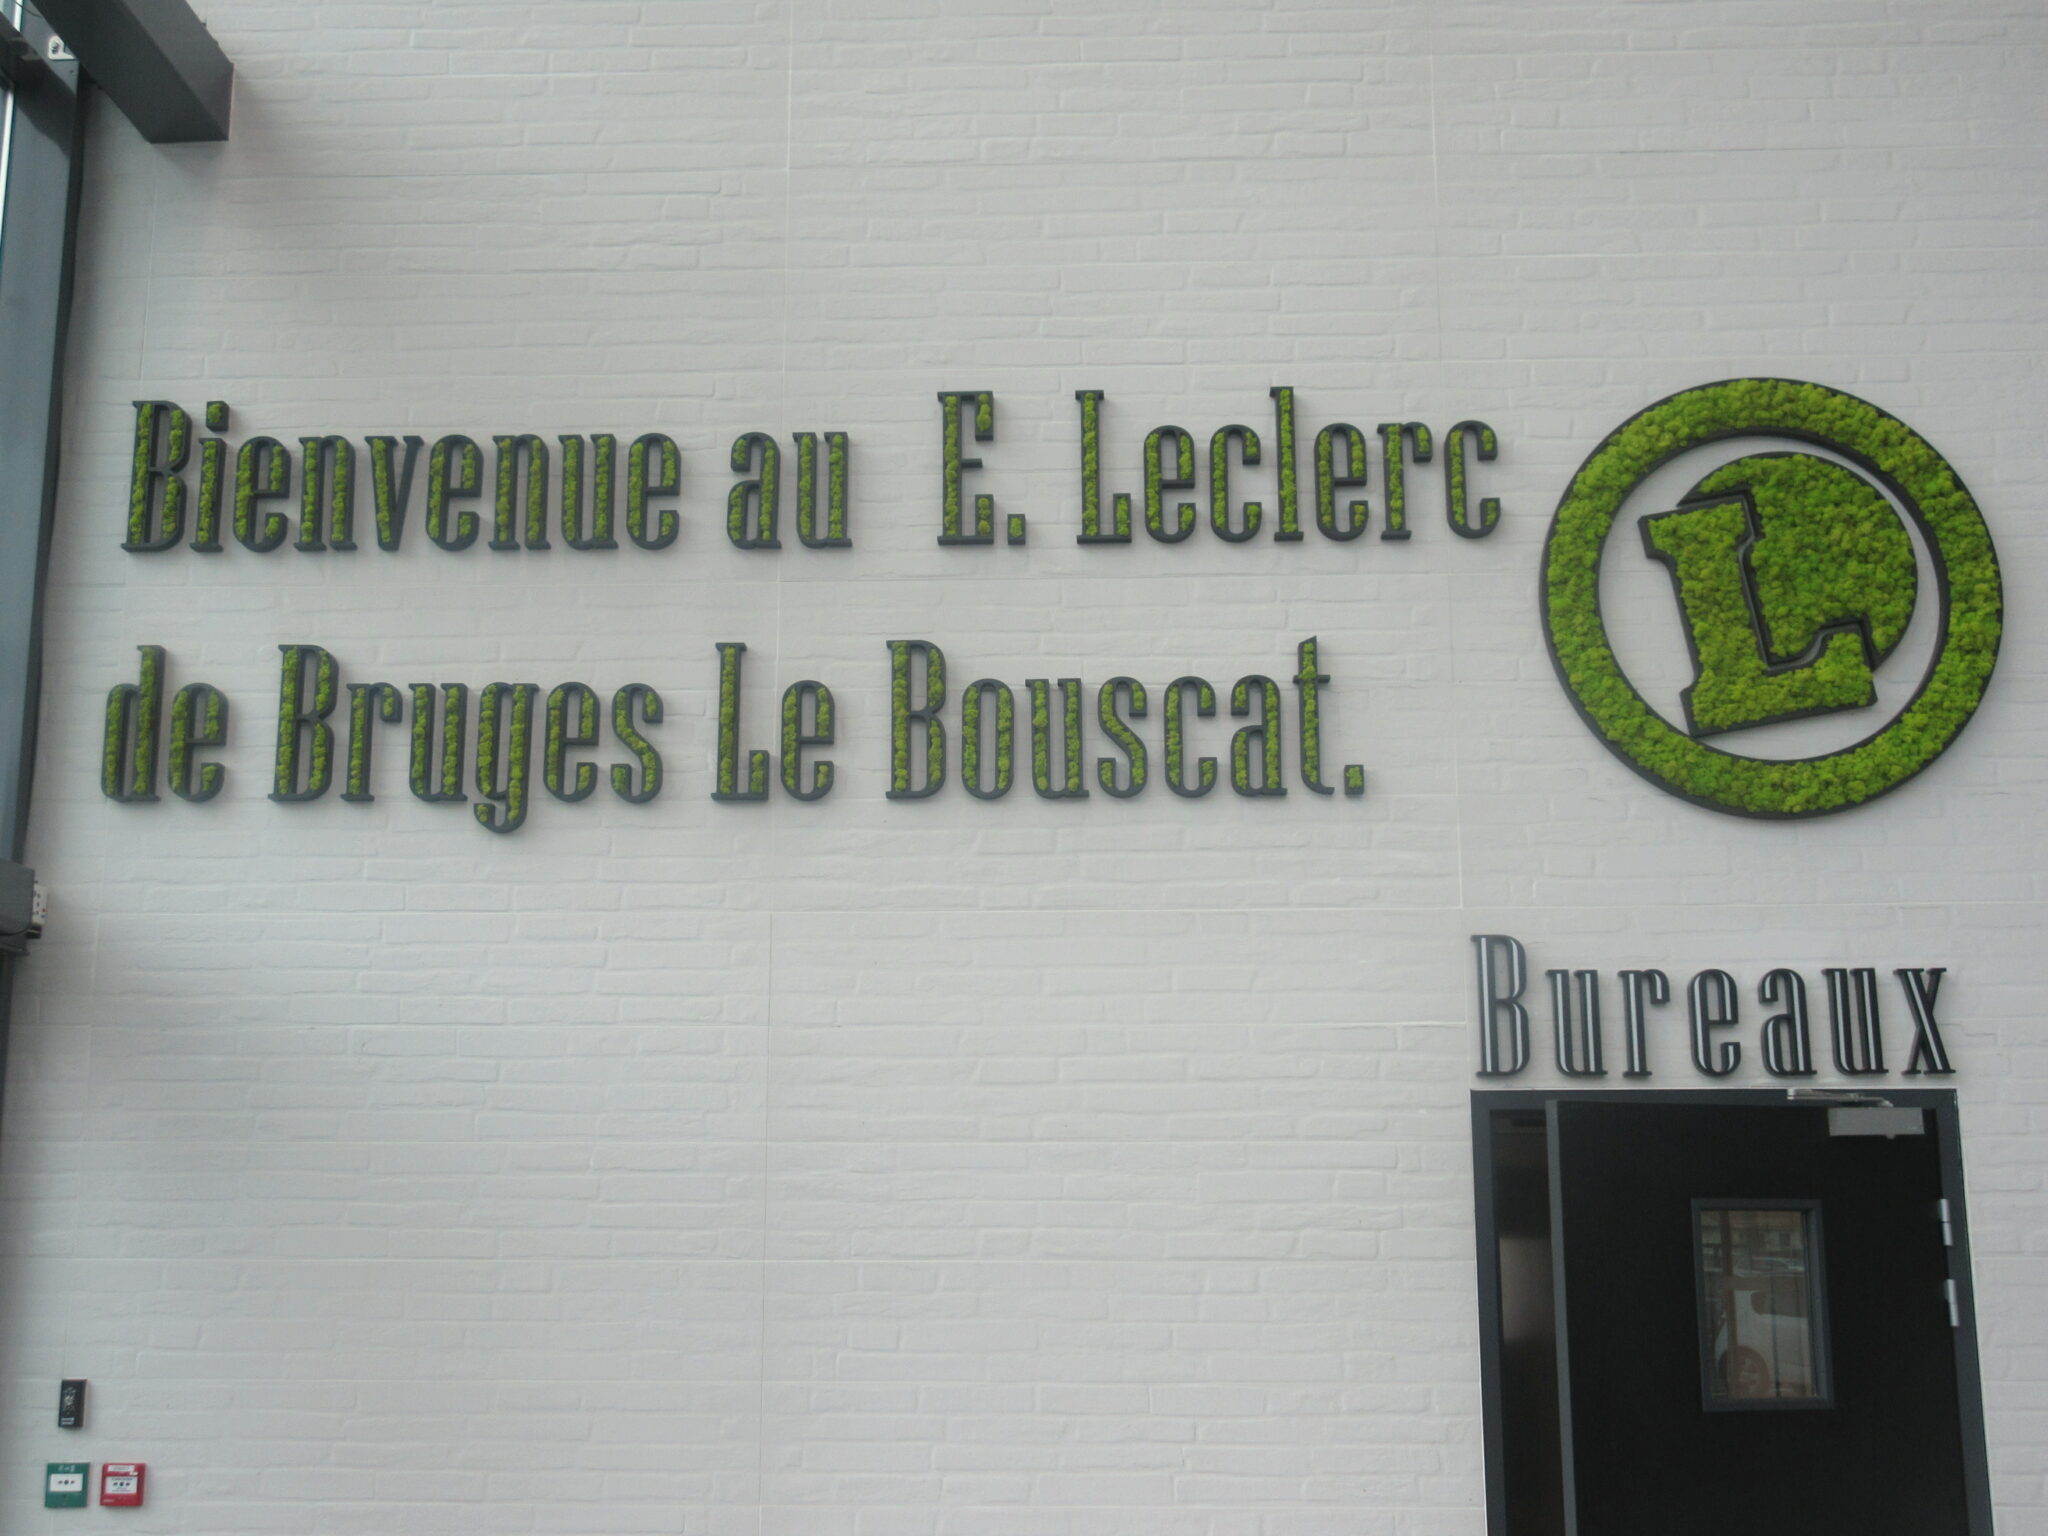 Bienvenue au E. Leclerc
de Bruges Le Bouscat.
L
Bureaux